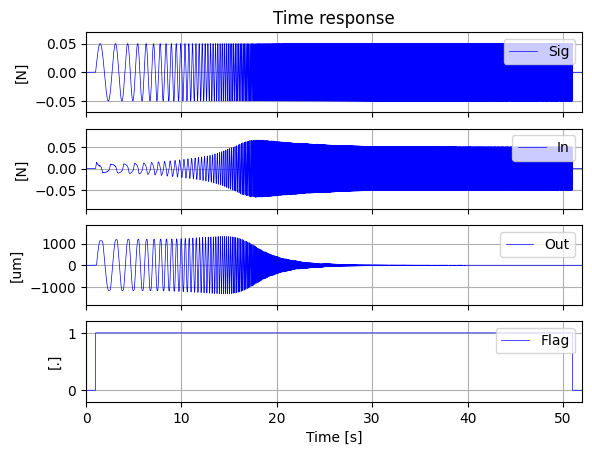 Time response
0.05
0.00
−0.05
[N]
Sig
0.05
0.00
−0.05
[N]
In
1000
0
−1000
[um]
Out
1
0
[.]
Flag
0 10 20 30 40 50
Time [s]